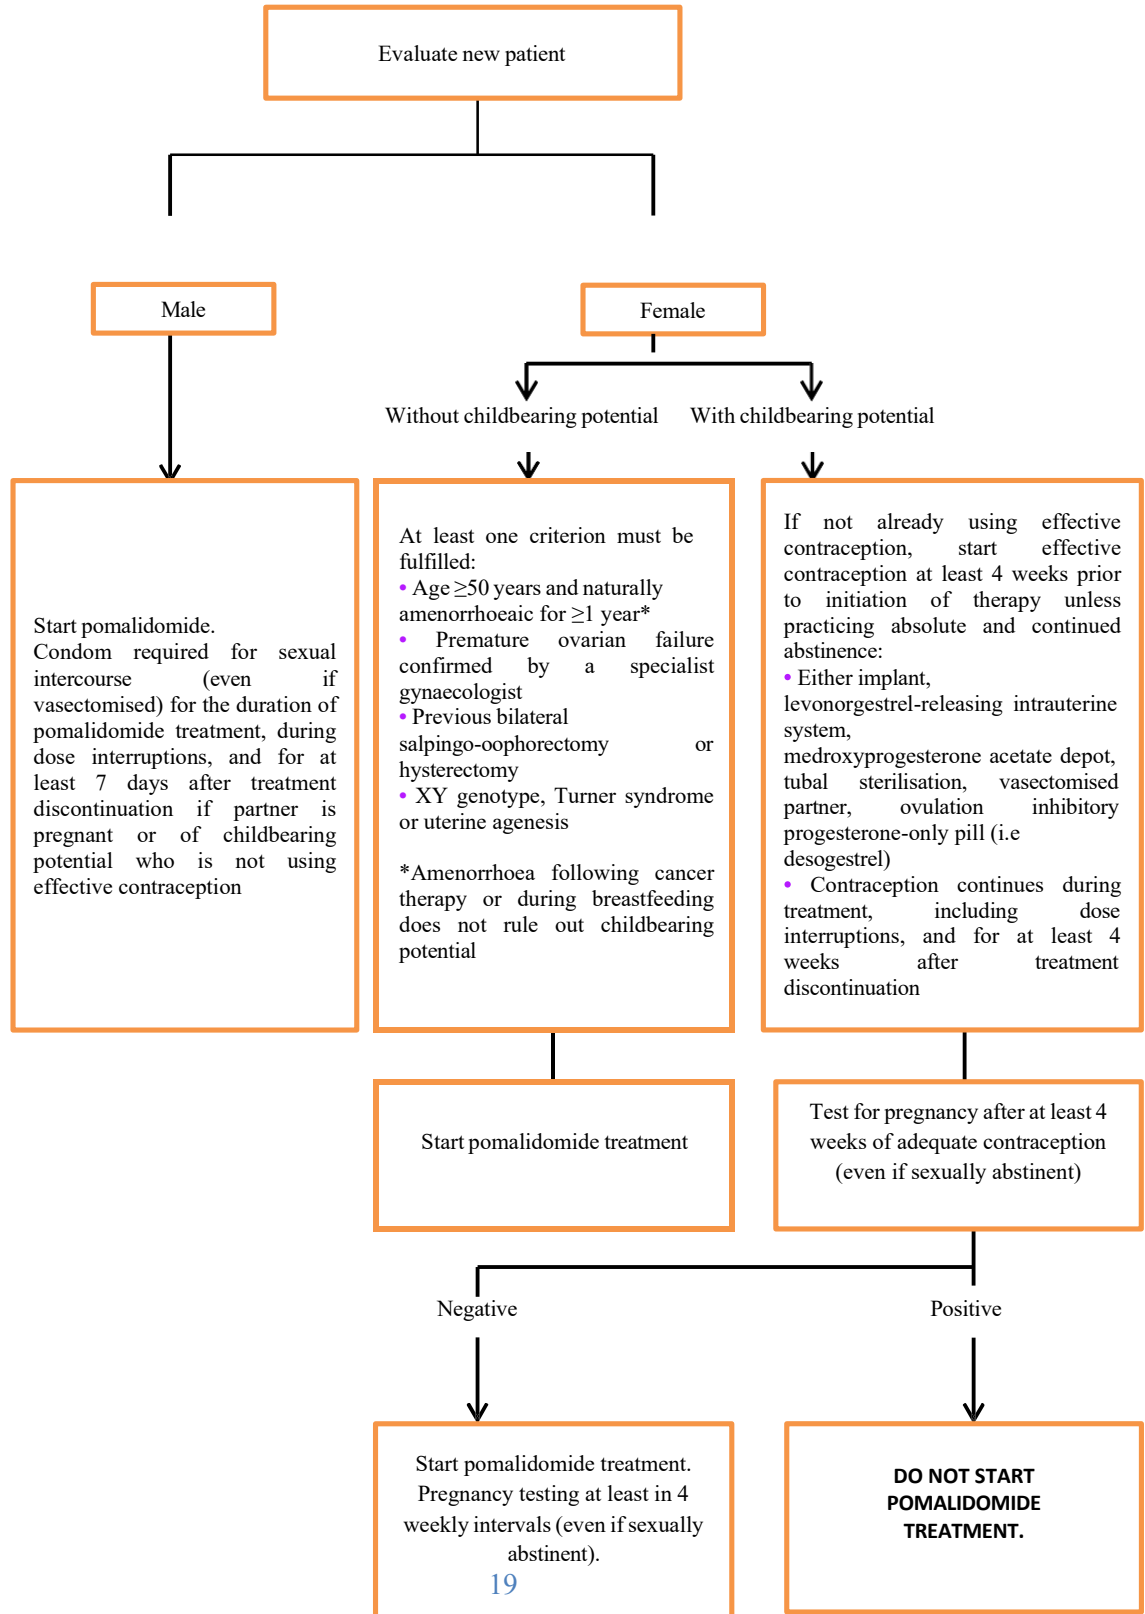 Evaluate new patient
Male
Female
Without childbearing potential
With childbearing potential
Start pomalidomide.
Condom required for sexual
intercourse (even if
vasectomised) for the duration of
pomalidomide treatment, during
dose interruptions, and for at
least 7 days after treatment
discontinuation if partner is
pregnant or of childbearing
potential who is not using
effective contraception
At least one criterion must be
fulfilled:
• Age ≥50 years and naturally
amenorrhoeaic for ≥1 year*
• Premature ovarian failure
confirmed by a specialist
gynaecologist
• Previous bilateral
salpingo-oophorectomy or
hysterectomy
• XY genotype, Turner syndrome
or uterine agenesis
*Amenorrhoea following cancer
therapy or during breastfeeding
does not rule out childbearing
potential
If not already using effective
contraception, start effective
contraception at least 4 weeks prior
to initiation of therapy unless
practicing absolute and continued
abstinence:
• Either implant,
levonorgestrel-releasing intrauterine
system,
medroxyprogesterone acetate depot,
tubal sterilisation, vasectomised
partner, ovulation inhibitory
progesterone-only pill (i.e
desogestrel)
• Contraception continues during
treatment, including dose
interruptions, and for at least 4
weeks after treatment
discontinuation
Start pomalidomide treatment
Test for pregnancy after at least 4
weeks of adequate contraception
(even if sexually abstinent)
Negative
Positive
Start pomalidomide treatment.
Pregnancy testing at least in 4
weekly intervals (even if sexually
abstinent).
DO NOT START
POMALIDOMIDE
TREATMENT.
19